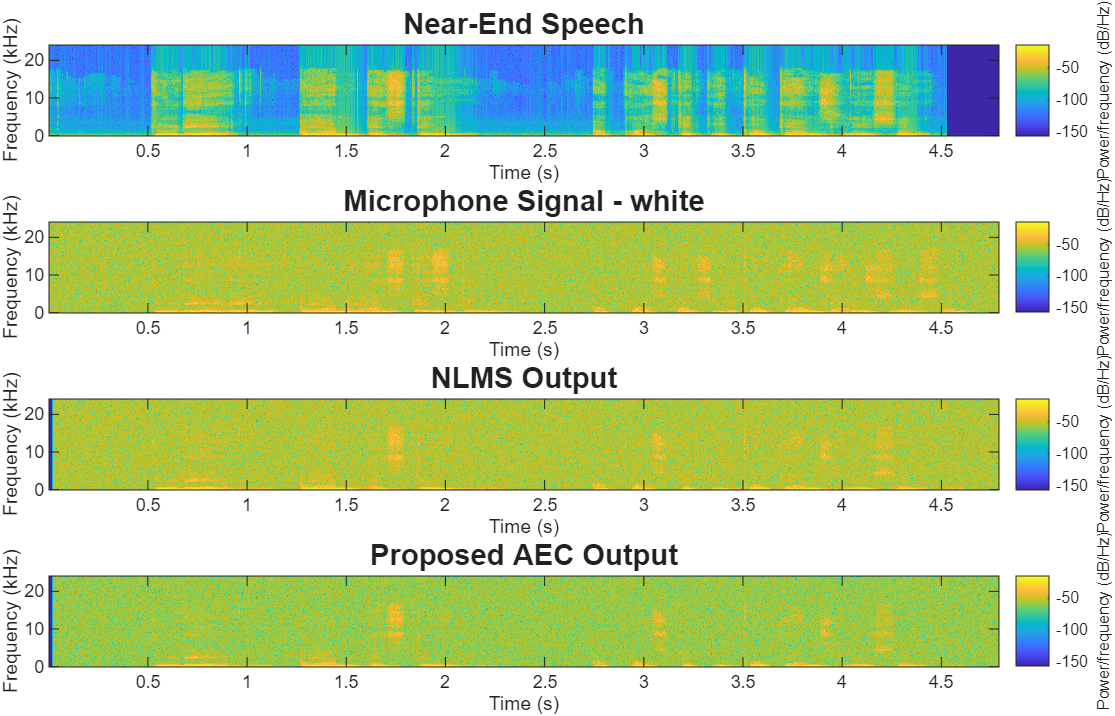 Near-End Speech
Frequency (kHz)
20
10
0
0.5 1 1.5 2 2.5 3 3.5 4 4.5
Time (s)
-50
-100
-150
Power/frequency (dB/Hz)
Microphone Signal - white
Frequency (kHz)
20
10
0
0.5 1 1.5 2 2.5 3 3.5 4 4.5
Time (s)
-50
-100
-150
Power/frequency (dB/Hz)
NLMS Output
Frequency (kHz)
20
10
0
0.5 1 1.5 2 2.5 3 3.5 4 4.5
Time (s)
-50
-100
-150
Power/frequency (dB/Hz)
Proposed AEC Output
Frequency (kHz)
20
10
0
0.5 1 1.5 2 2.5 3 3.5 4 4.5
Time (s)
-50
-100
-150
Power/frequency (dB/Hz)